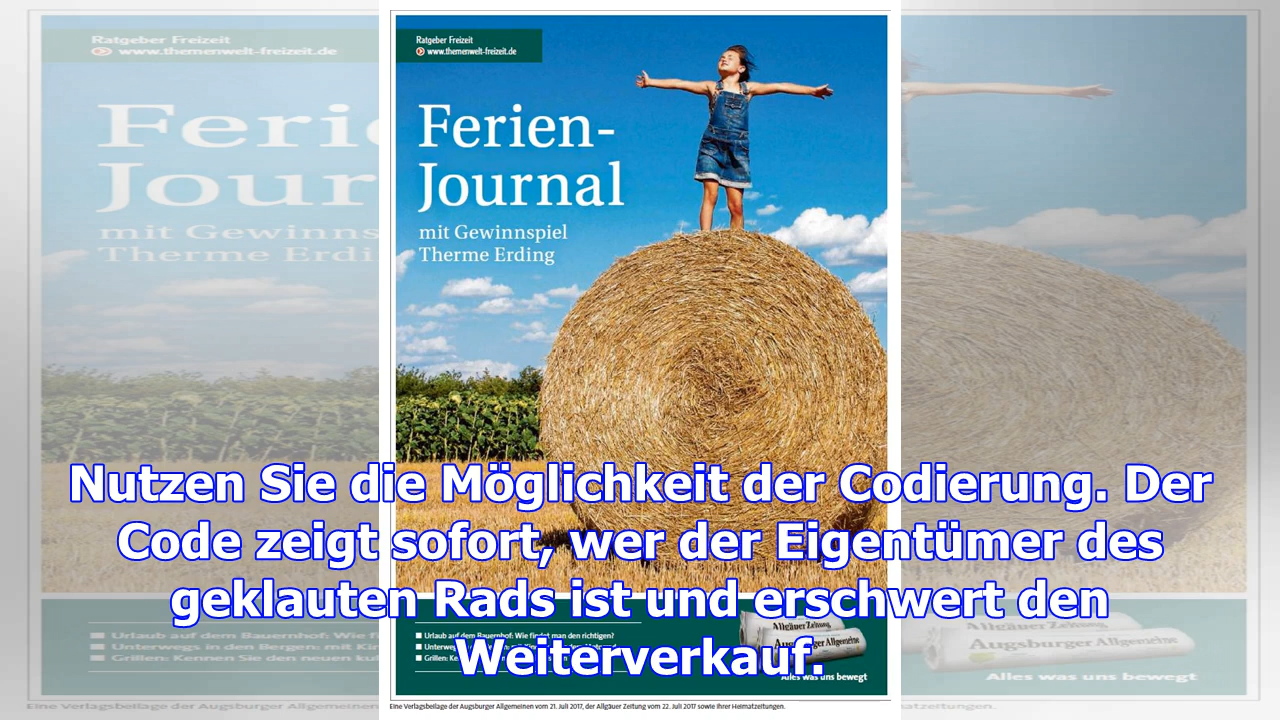 Ratgeber Freizeit
www.themenwelt-freizeit.de
Ferien-
Journal
mit Gewinnspiel
Therme Erding
Nutzen Sie die Möglichkeit der Codierung. Der
Code zeigt sofort, wer der Eigentümer des
geklauten Rads ist und erschwert den
Weiterverkauf.
Urlaub auf dem Bauernhof: Wie findet man den richtigen?
Allgäuer Zeitung
Augsburger Allgemeine
Alles was uns bewegt
Eine Verlagsbeilage der Augsburger Allgemeinen vom 21. Juli 2017, der Allgäuer Zeitung vom 22. Juli 2017 sowie ihrer Heimatzeitungen.